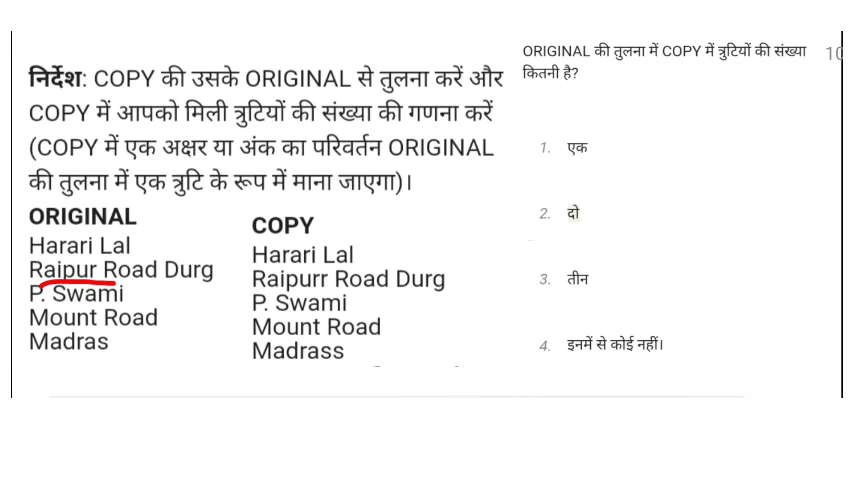 निर्देश: COPY की उसके ORIGINAL से तुलना करें और
COPY में आपको मिली त्रुटियों की संख्या की गणना करें
(COPY में एक अक्षर या अंक का परिवर्तन ORIGINAL
की तुलना में एक त्रुटि के रूप में माना जाएगा)।
ORIGINAL
Harari Lal
Raipur Road Durg
P. Swami
Mount Road
Madras
COPY
Harari Lal
Raipurr Road Durg
P. Swami
Mount Road
Madrass
ORIGINAL की तुलना में COPY में त्रुटियों की संख्या 10
कितनी है?
1. एक
2. दो
3. तीन
4. इनमें से कोई नहीं।